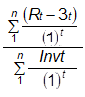 n
Σ (Rt − 3t) / (1)^t
1
n
Σ Invt / (1)^t
1